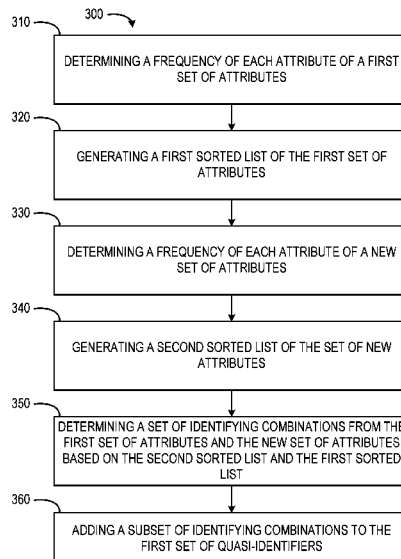 300
310
DETERMINING A FREQUENCY OF EACH ATTRIBUTE OF A FIRST
SET OF ATTRIBUTES
320
GENERATING A FIRST SORTED LIST OF THE FIRST SET OF
ATTRIBUTES
330
DETERMINING A FREQUENCY OF EACH ATTRIBUTE OF A NEW
SET OF ATTRIBUTES
340
GENERATING A SECOND SORTED LIST OF THE SET OF NEW
ATTRIBUTES
350
DETERMINING A SET OF IDENTIFYING COMBINATIONS FROM THE
FIRST SET OF ATTRIBUTES AND THE NEW SET OF ATTRIBUTES
BASED ON THE SECOND SORTED LIST AND THE FIRST SORTED
LIST
360
ADDING A SUBSET OF IDENTIFYING COMBINATIONS TO THE
FIRST SET OF QUASI-IDENTIFIERS